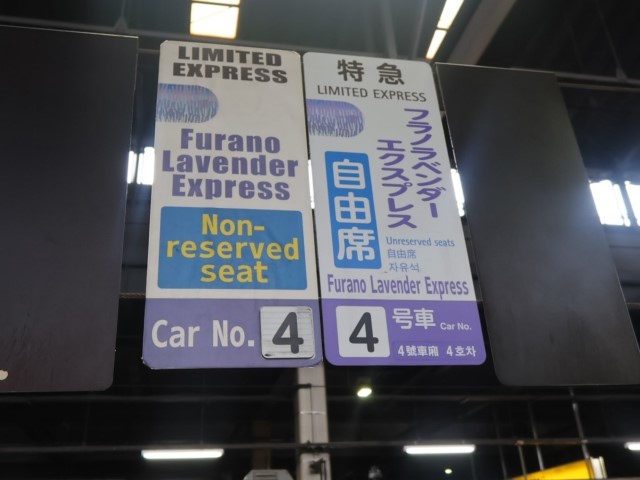 LIMITED
EXPRESS
Furano
Lavender
Express
Non-
reserved
seat
Car No. 4
特急
LIMITED EXPRESS
フラノラベンダー
エクスプレス
自由席
Unreserved seats
自由席
자유석
Furano Lavender Express
4 号車 Car No.
4號車廂 4호차